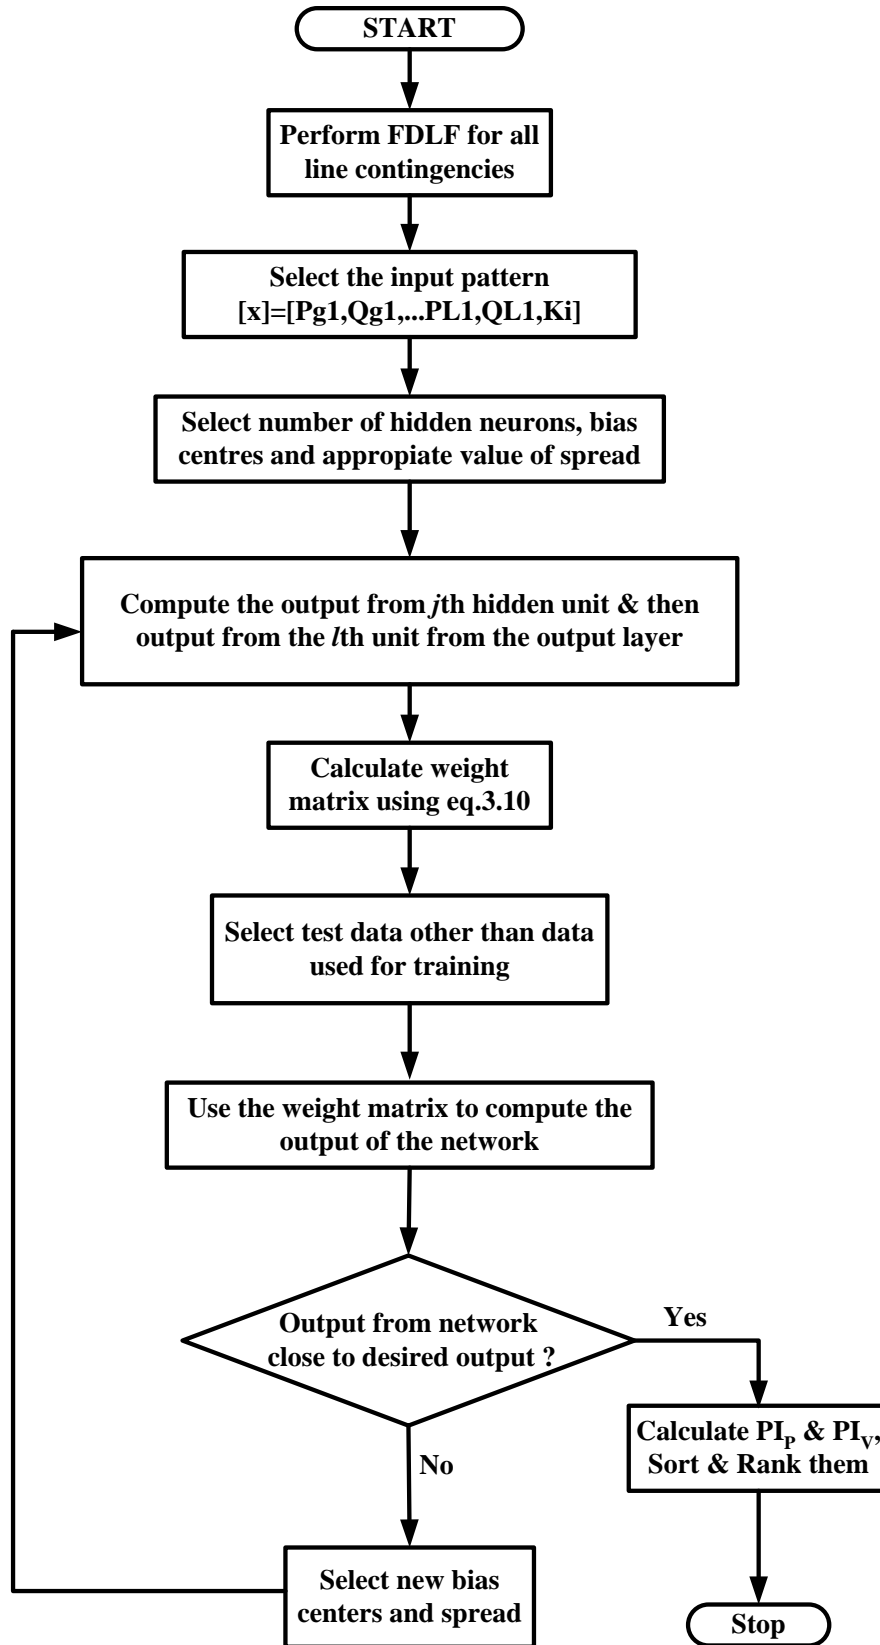 START
Perform FDLF for all
line contingencies
Select the input pattern
[x]=[Pg1,Qg1,...PL1,QL1,Ki]
Select number of hidden neurons, bias
centres and appropiate value of spread
Compute the output from jth hidden unit & then
output from the lth unit from the output layer
Calculate weight
matrix using eq.3.10
Select test data other than data
used for training
Use the weight matrix to compute the
output of the network
Output from network
close to desired output ?
Yes
Calculate PI_P & PI_V,
Sort & Rank them
No
Select new bias
centers and spread
Stop